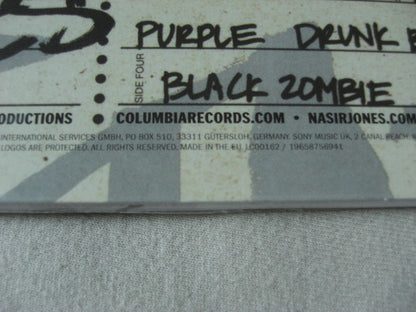 PURPLE DRUNK
SIDE FOUR
BLACK ZOMBIE
ODUCTIONS
COLUMBIARECORDS.COM • NASIRJONES.COM •
INTERNATIONAL SERVICES GMBH, PO BOX 510, 33311 GÜTERSLOH, GERMANY. SONY MUSIC UK, 2 CANAL REACH,
LOGOS ARE PROTECTED. ALL RIGHTS RESERVED. MADE IN THE EU. LC00162 / 19658756941